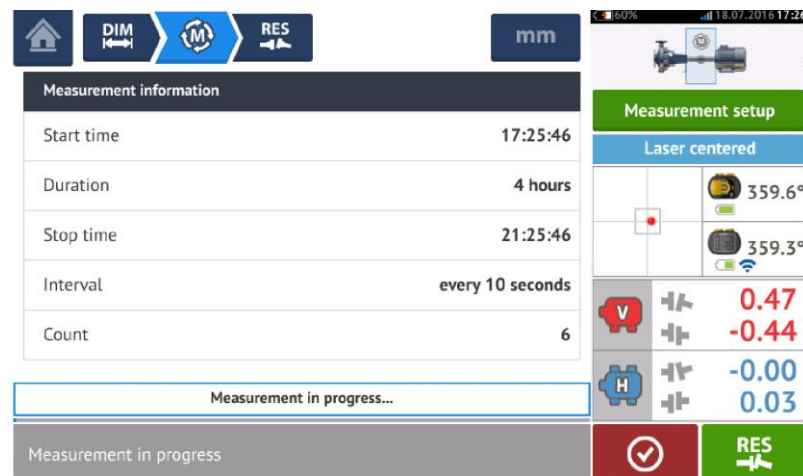 DIM
M
RES
mm
Measurement information
Start time 17:25:46
Duration 4 hours
Stop time 21:25:46
Interval every 10 seconds
Count 6
Measurement in progress...
Measurement in progress
60% 18.07.2016 17:26
M
Measurement setup
Laser centered
359.6°
359.3°
V 0.47
-0.44
H -0.00
0.03
RES